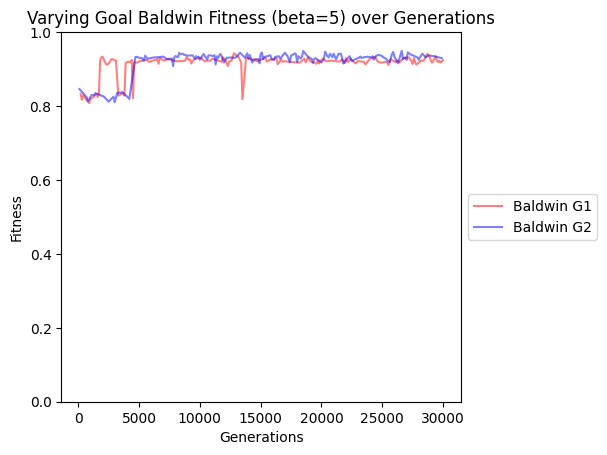 Varying Goal Baldwin Fitness (beta=5) over Generations
1.0
0.8
0.6
0.4
0.2
0.0
Fitness
0 5000 10000 15000 20000 25000 30000
Generations
Baldwin G1
Baldwin G2